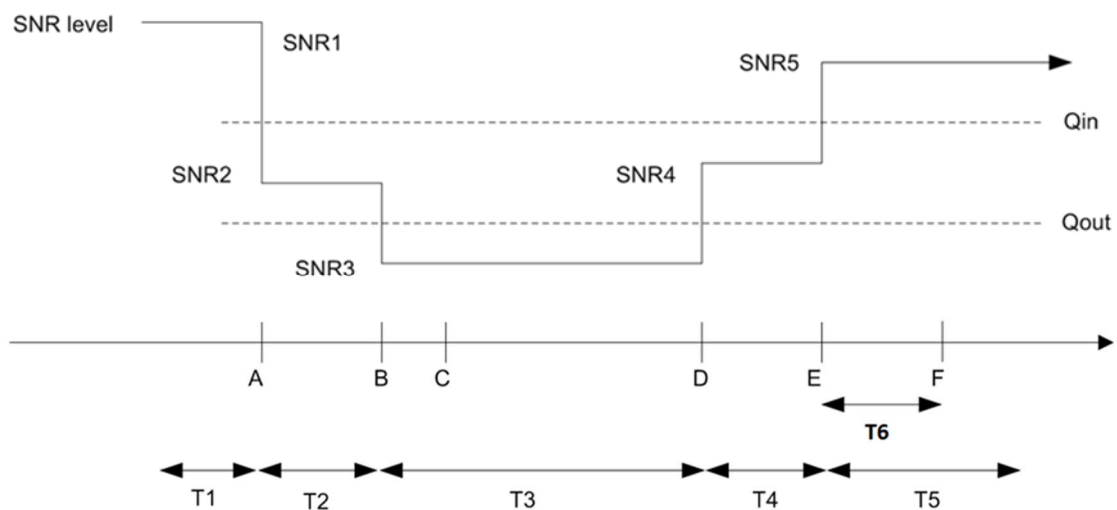 SNR level
SNR1
SNR5
Qin
SNR2
SNR4
Qout
SNR3
A
B
C
D
E
F
T6
T1
T2
T3
T4
T5